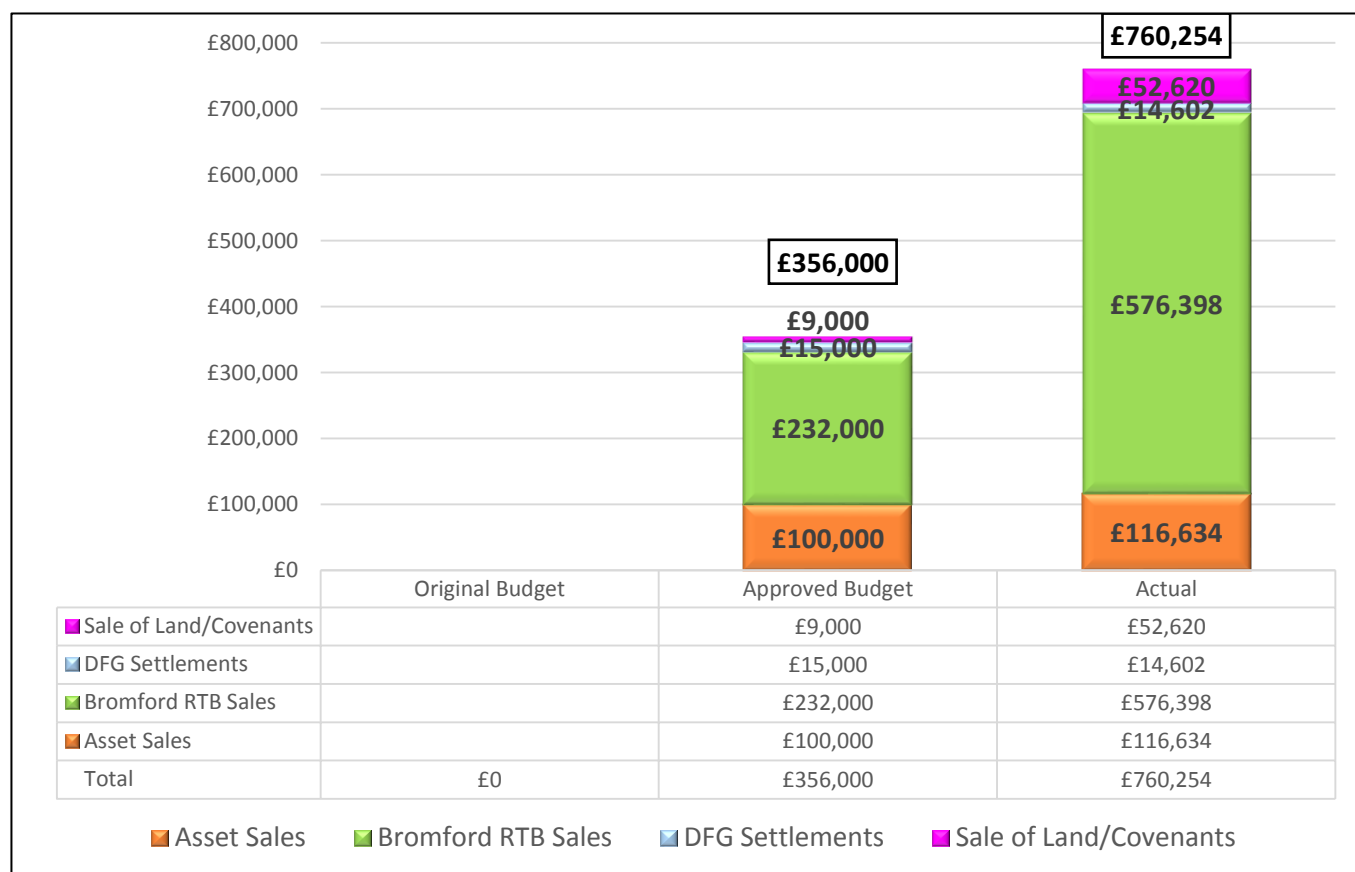 £760,254
£800,000
£52,620
£700,000
£14,602
£600,000
£500,000
£356,000
£400,000
£576,398
£9,000
£15,000
£300,000
£232,000
£200,000
£100,000
£100,000
£116,634
£0
Original Budget Approved Budget Actual
Sale of Land/Covenants £9,000 £52,620
DFG Settlements £15,000 £14,602
Bromford RTB Sales £232,000 £576,398
Asset Sales £100,000 £116,634
Total £0 £356,000 £760,254
Asset Sales Bromford RTB Sales DFG Settlements Sale of Land/Covenants